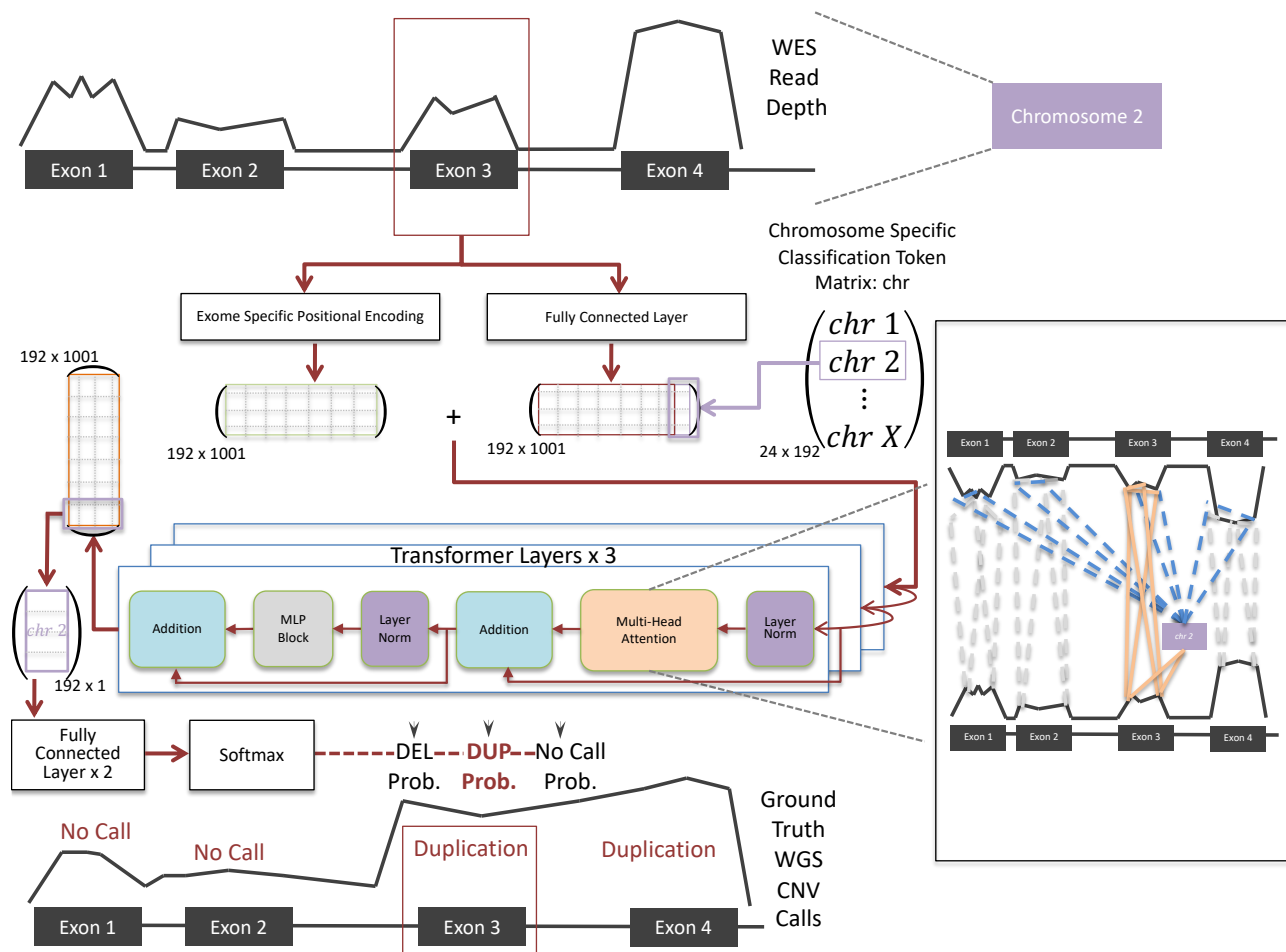 WES
Read
Depth
Chromosome 2
Exon 1
Exon 2
Exon 3
Exon 4
Chromosome Specific
Classification Token
Matrix: chr
Exome Specific Positional Encoding
Fully Connected Layer
chr 1
chr 2
⋮
chr X
192 x 1001
192 x 1001
+
192 x 1001
24 x 192
Transformer Layers x 3
Addition
MLP
Block
Layer
Norm
Addition
Multi-Head
Attention
Layer
Norm
chr 2
192 x 1
Fully
Connected
Layer x 2
Softmax
DEL
Prob.
DUP
Prob.
No Call
Prob.
Exon 1
Exon 2
Exon 3
Exon 4
chr 2
Exon 1
Exon 2
Exon 3
Exon 4
No Call
No Call
Duplication
Duplication
Ground
Truth
WGS
CNV
Calls
Exon 1
Exon 2
Exon 3
Exon 4